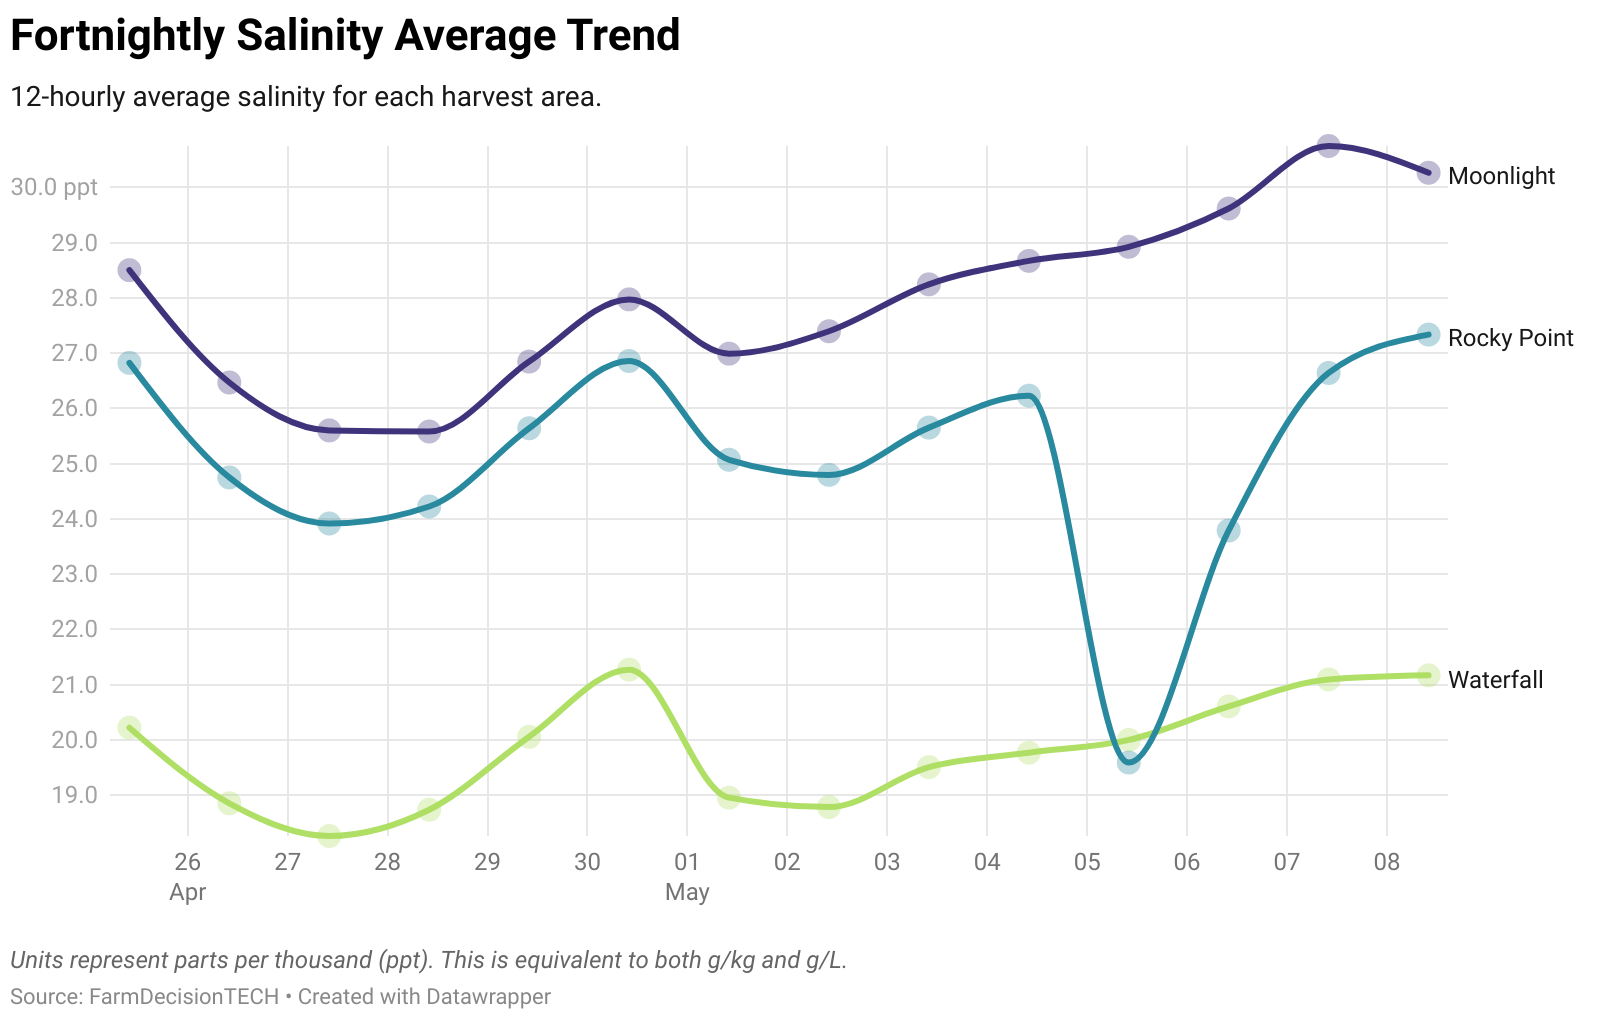 Fortnightly Salinity Average Trend
12-hourly average salinity for each harvest area.
30.0 ppt
29.0
28.0
27.0
26.0
25.0
24.0
23.0
22.0
21.0
20.0
19.0
Moonlight
Rocky Point
Waterfall
26 27 28 29 30 01 02 03 04 05 06 07 08
Apr May
Units represent parts per thousand (ppt). This is equivalent to both g/kg and g/L.
Source: FarmDecisionTECH • Created with Datawrapper